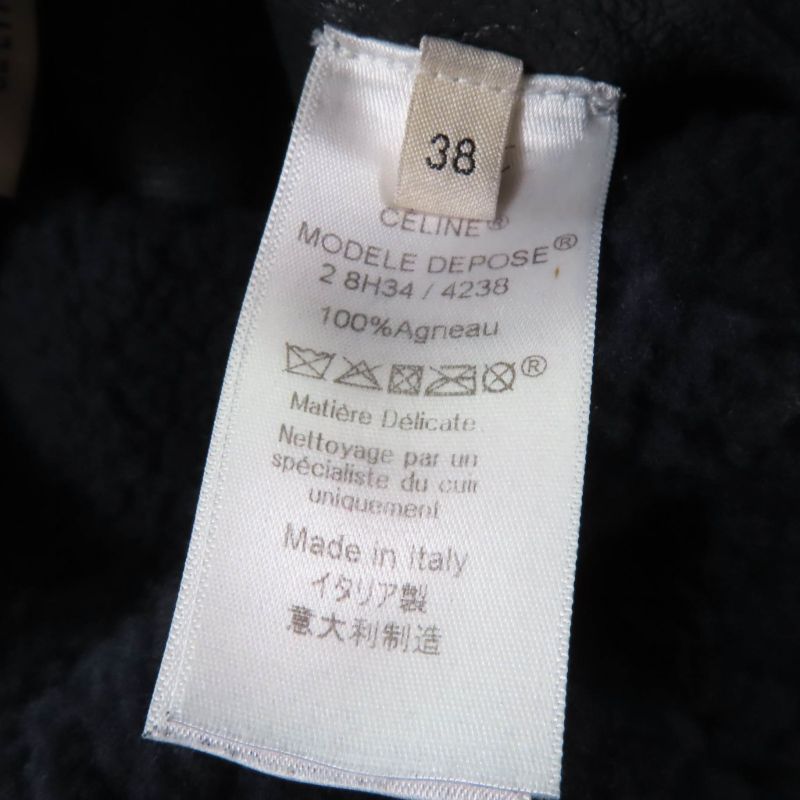 38
CÉLINE®
MODELE DEPOSE®
2 8H34 / 4238
100%Agneau
®
Matière Délicate
Nettoyage par un
spécialiste du cuir
uniquement
Made in Italy
イタリア製
意大利制造